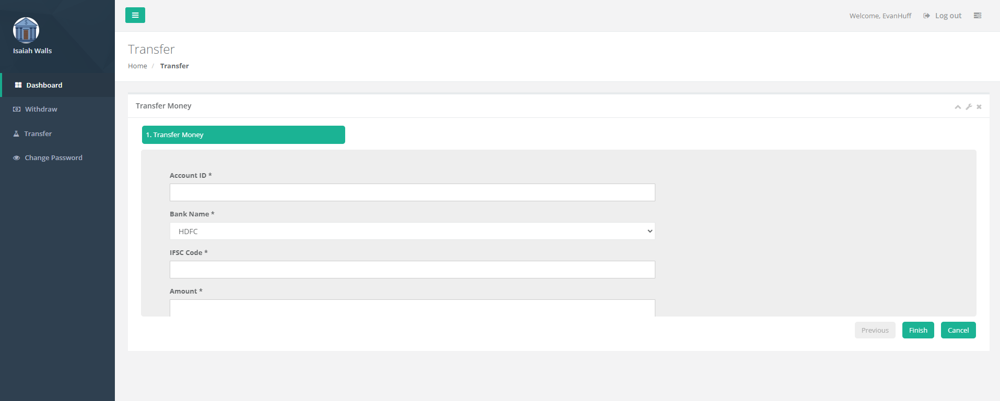 Isaiah Walls
Dashboard
Withdraw
Transfer
Change Password
Welcome, EvanHuff
Log out
Transfer
Home / Transfer
Transfer Money
1. Transfer Money
Account ID *
Bank Name *
HDFC
IFSC Code *
Amount *
Previous
Finish
Cancel